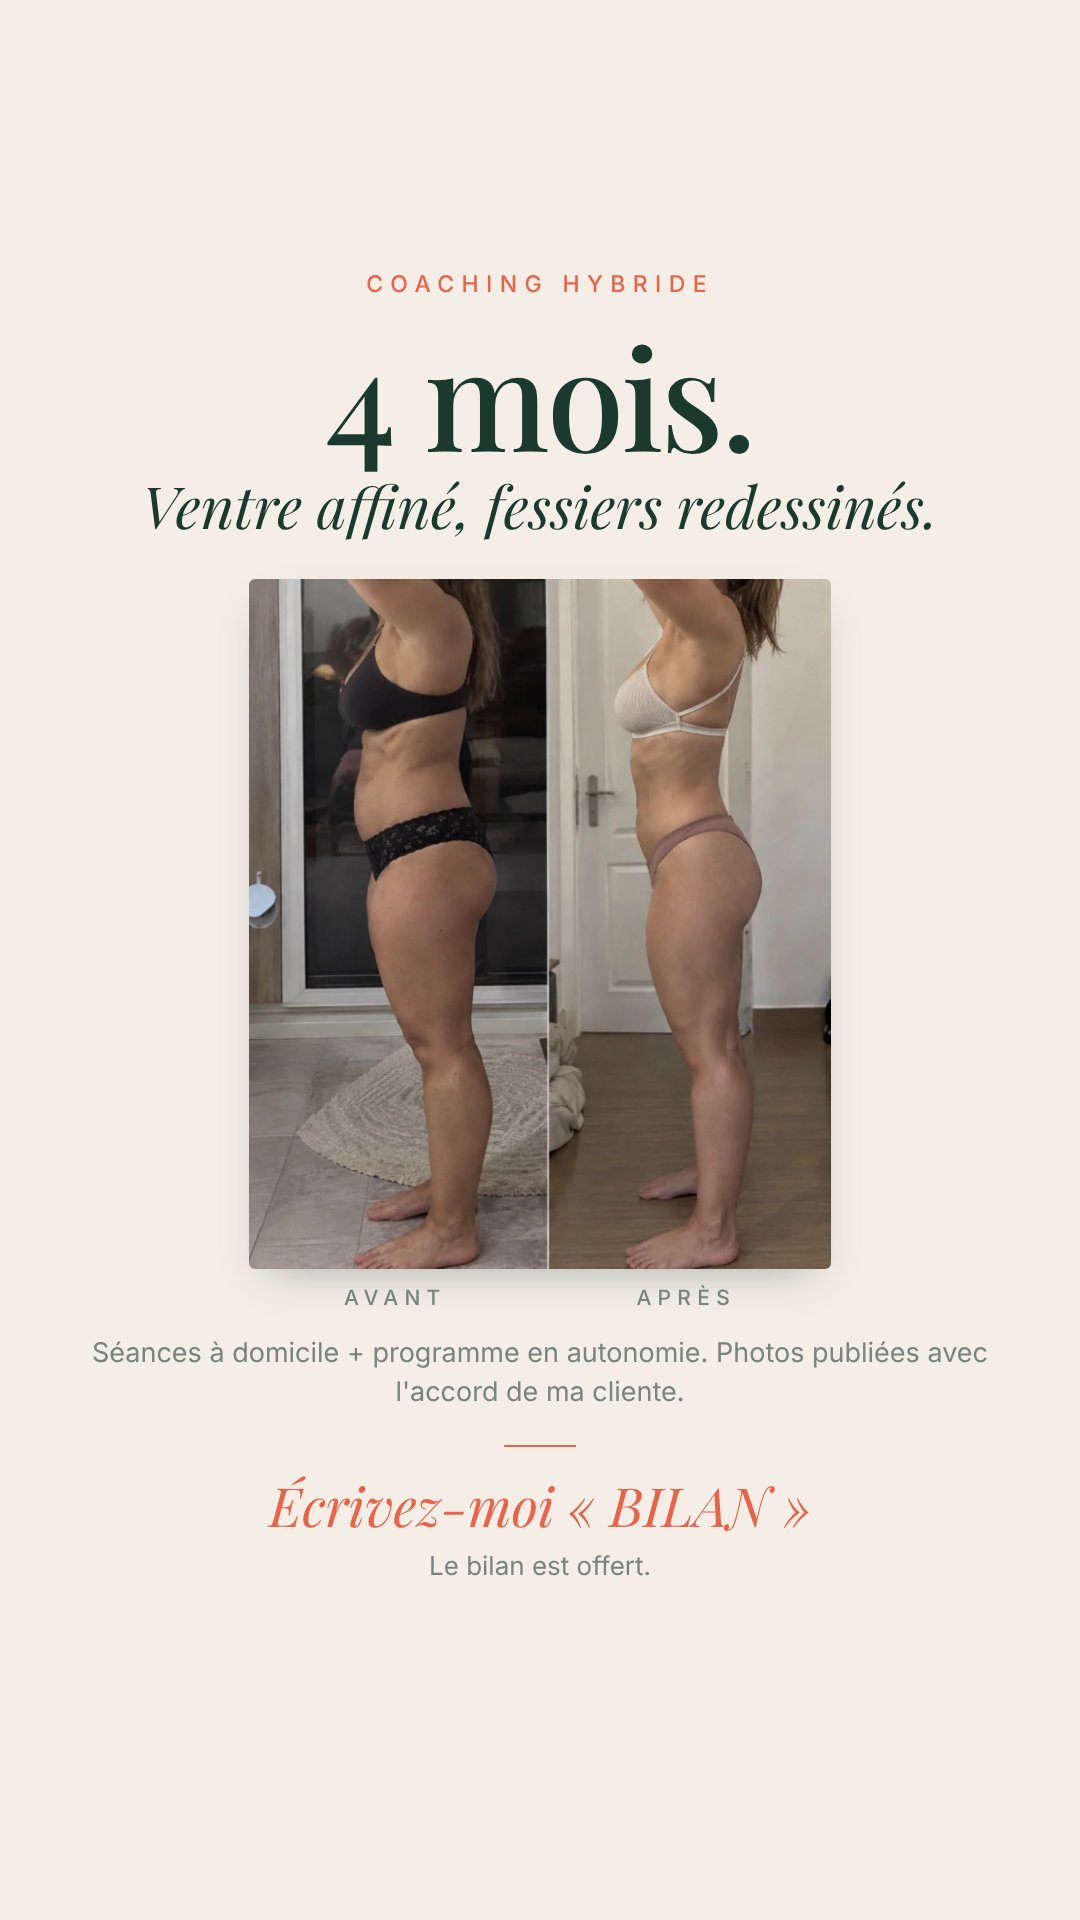 COACHING HYBRIDE
4 mois.
Ventre affiné, fessiers redessinés.
AVANT
APRÈS
Séances à domicile + programme en autonomie. Photos publiées avec
l'accord de ma cliente.
Écrivez-moi « BILAN »
Le bilan est offert.